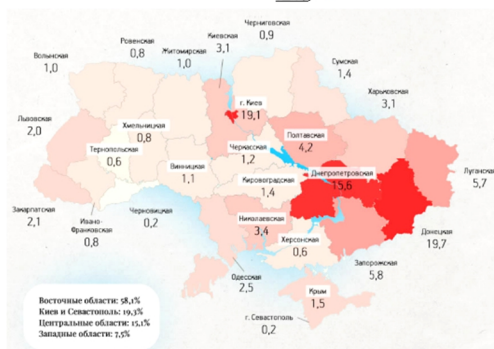 Черниговская
0,9
Киевская
3,1
Ровенская
0,8
Житомирская
1,0
Волынская
1,0
Сумская
1,4
Харьковская
3,1
г. Киев
19,1
Львовская
2,0
Хмельницкая
0,8
Тернопольская
0,6
Винницкая
1,1
Черкасская
1,2
Полтавская
4,2
Кировоградская
1,4
Днепропетровская
15,6
Луганская
5,7
Закарпатская
2,1
Ивано-
Франковская
0,8
Черновицкая
0,2
Николаевская
3,4
Херсонская
0,6
Донецкая
19,7
Запорожская
5,8
Одесская
2,5
Крым
1,5
г. Севастополь
0,2
Восточные области: 58,1%
Киев и Севастополь: 19,3%
Центральные области: 15,1%
Западные области: 7,5%